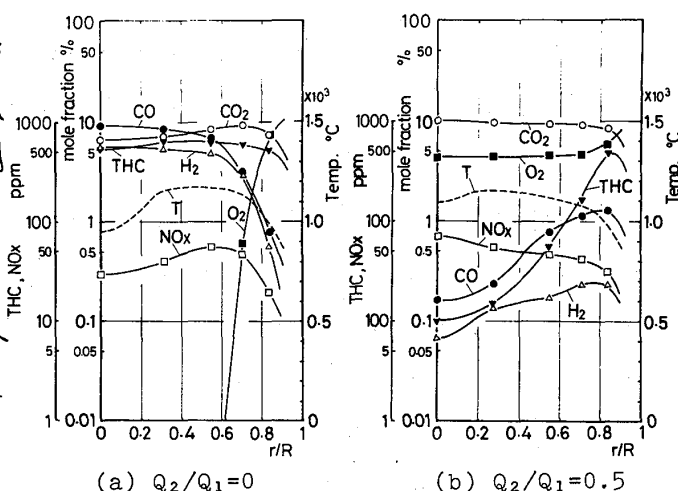 100
100
mole fraction %
mole fraction %
×10³
×10³
CO
CO₂
CO₂
1000
10
1.5
1000
10
1.5
500
5
THC
H₂
500
5
O₂
THC
ppm
Temp. °C
ppm
T
Temp. °C
T
100
1
1.0
100
1
1.0
O₂
NOx
NOx
50
0.5
50
0.5
CO
H₂
THC, NOx
THC, NOx
10
0.1
0.5
100
0.1
0.5
5
0.05
5
0.05
1
0.01
0
1
0.01
0
0 0.2 0.4 0.6 0.8 1
0 0.2 0.4 0.6 0.8 1
r/R
r/R
(a) Q₂/Q₁=0
(b) Q₂/Q₁=0.5